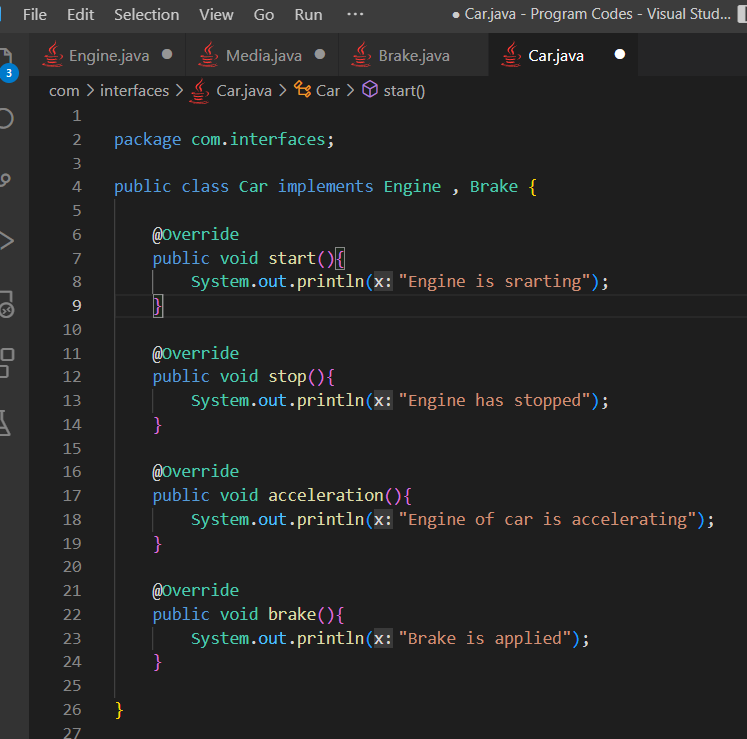 File Edit Selection View Go Run ··· ● Car.java - Program Codes - Visual Stud...
Engine.java ● Media.java ● Brake.java Car.java ●
3
com > interfaces > Car.java > Car > start()
1
2 package com.interfaces;
3
4 public class Car implements Engine , Brake {
5
6 @Override
7 public void start(){
8 System.out.println(x: "Engine is srarting");
9 }
10
11 @Override
12 public void stop(){
13 System.out.println(x: "Engine has stopped");
14 }
15
16 @Override
17 public void acceleration(){
18 System.out.println(x: "Engine of car is accelerating");
19 }
20
21 @Override
22 public void brake(){
23 System.out.println(x: "Brake is applied");
24 }
25
26 }
27